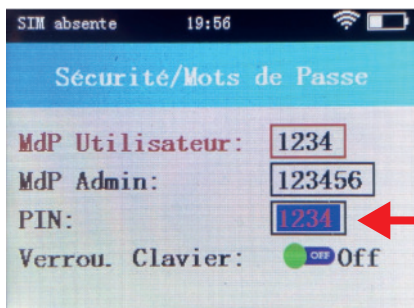 SIM absente 19:56
Sécurité/Mots de Passe
MdP Utilisateur: 1234
MdP Admin: 123456
PIN: 1234
Verrou. Clavier: OFF Off